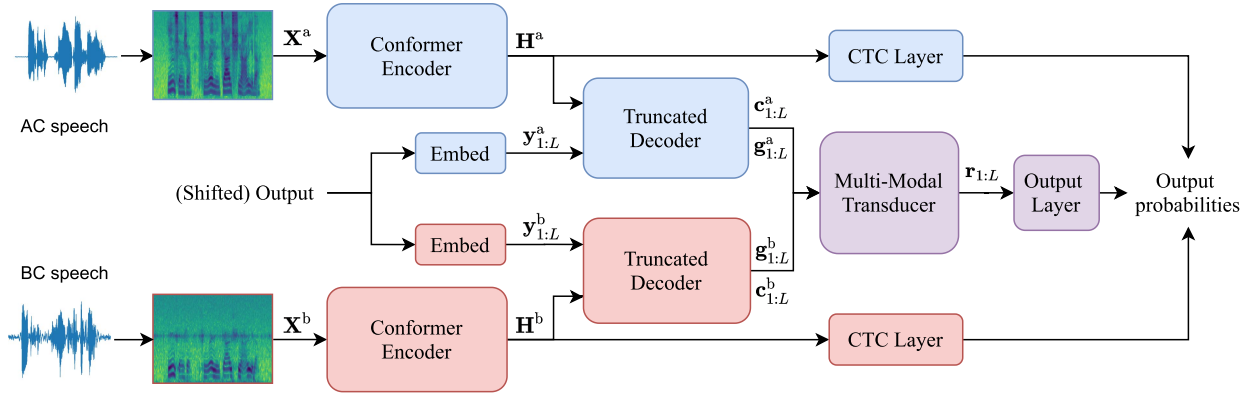 AC speech
X^a
Conformer
Encoder
H^a
CTC Layer
Truncated
Decoder
c^a_{1:L}
g^a_{1:L}
Embed
y^a_{1:L}
(Shifted) Output
Multi-Modal
Transducer
r_{1:L}
Output
Layer
Output
probabilities
Embed
y^b_{1:L}
Truncated
Decoder
g^b_{1:L}
c^b_{1:L}
BC speech
X^b
Conformer
Encoder
H^b
CTC Layer